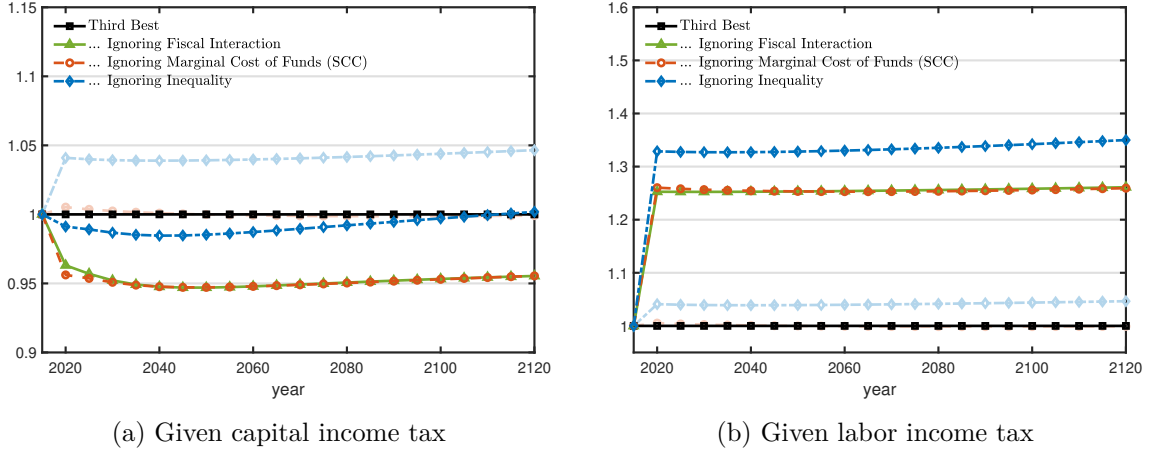 1.15
1.1
1.05
1
0.95
0.9
Third Best
... Ignoring Fiscal Interaction
... Ignoring Marginal Cost of Funds (SCC)
... Ignoring Inequality
2020 2040 2060 2080 2100 2120
year
(a) Given capital income tax
1.6
1.5
1.4
1.3
1.2
1.1
1
Third Best
... Ignoring Fiscal Interaction
... Ignoring Marginal Cost of Funds (SCC)
... Ignoring Inequality
2020 2040 2060 2080 2100 2120
year
(b) Given labor income tax